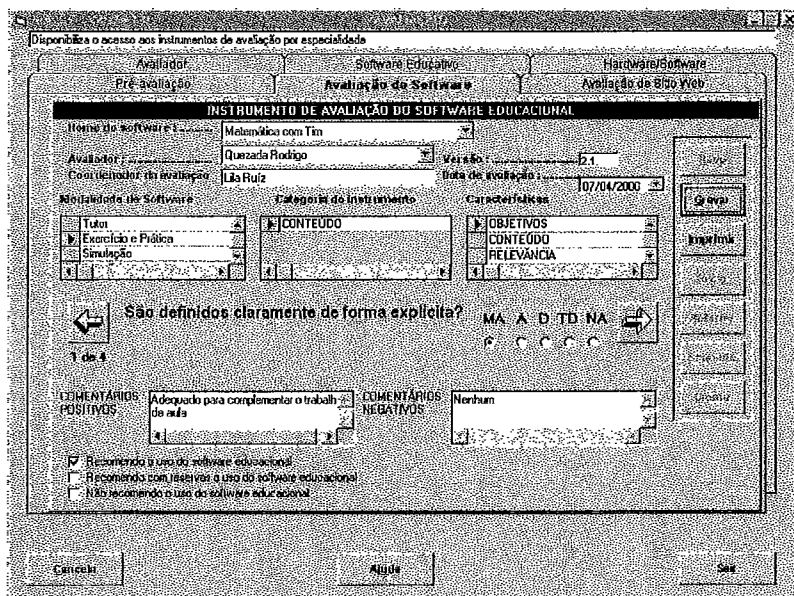 Disponibiliza o acesso aos instrumentos de avaliação por especialidade
Avaliador Software Educativo Hardware/Software
Pré-avaliação Avaliação do Software Avaliação de Sitio Web
INSTRUMENTO DE AVALIAÇÃO DO SOFTWARE EDUCACIONAL
Nome do software : Matemática com Tim
Avaliador : Quezada Rodrigo Versão : 2.1
Coordenador da avaliação Lila Ruíz Data de avaliação : 07/04/2000
Modalidade de Software Categoria do instrumento Características
Tutor CONTEÚDO OBJETIVOS
Exercício e Prática CONTEÚDO
Simulação RELEVÂNCIA
Gravar
Imprimir
São definidos claramente de forma explícita? MA A D TD NA
1 de 4
COMENTÁRIOS POSITIVOS Adequado para complementar o trabalh de aula
COMENTÁRIOS NEGATIVOS Nenhum
Recomendo o uso do software educacional
Recomendo com reservas o uso do software educacional
Não recomendo o uso do software educacional
Cancela Ajuda Sair